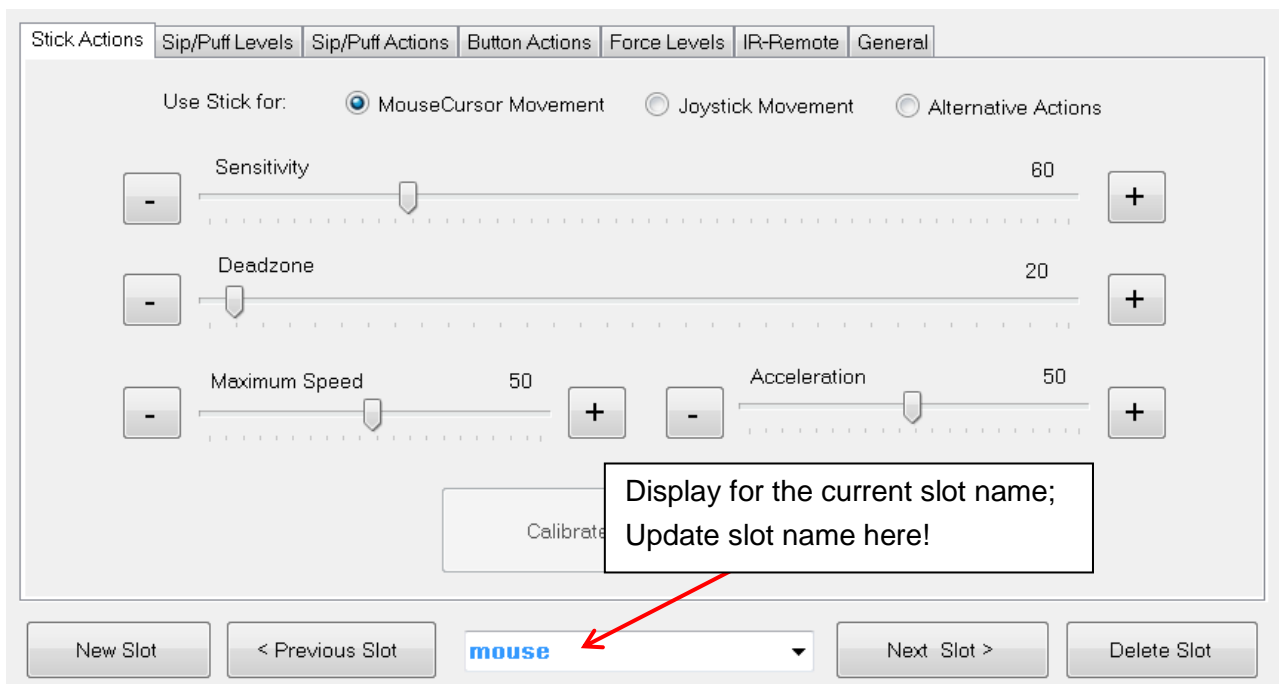 Stick Actions Sip/Puff Levels Sip/Puff Actions Button Actions Force Levels IR-Remote General
Use Stick for: MouseCursor Movement Joystick Movement Alternative Actions
Sensitivity 60
- +
Deadzone 20
- +
Maximum Speed 50 Acceleration 50
- + - +
Display for the current slot name;
Update slot name here!
Calibrate
New Slot < Previous Slot mouse Next Slot > Delete Slot